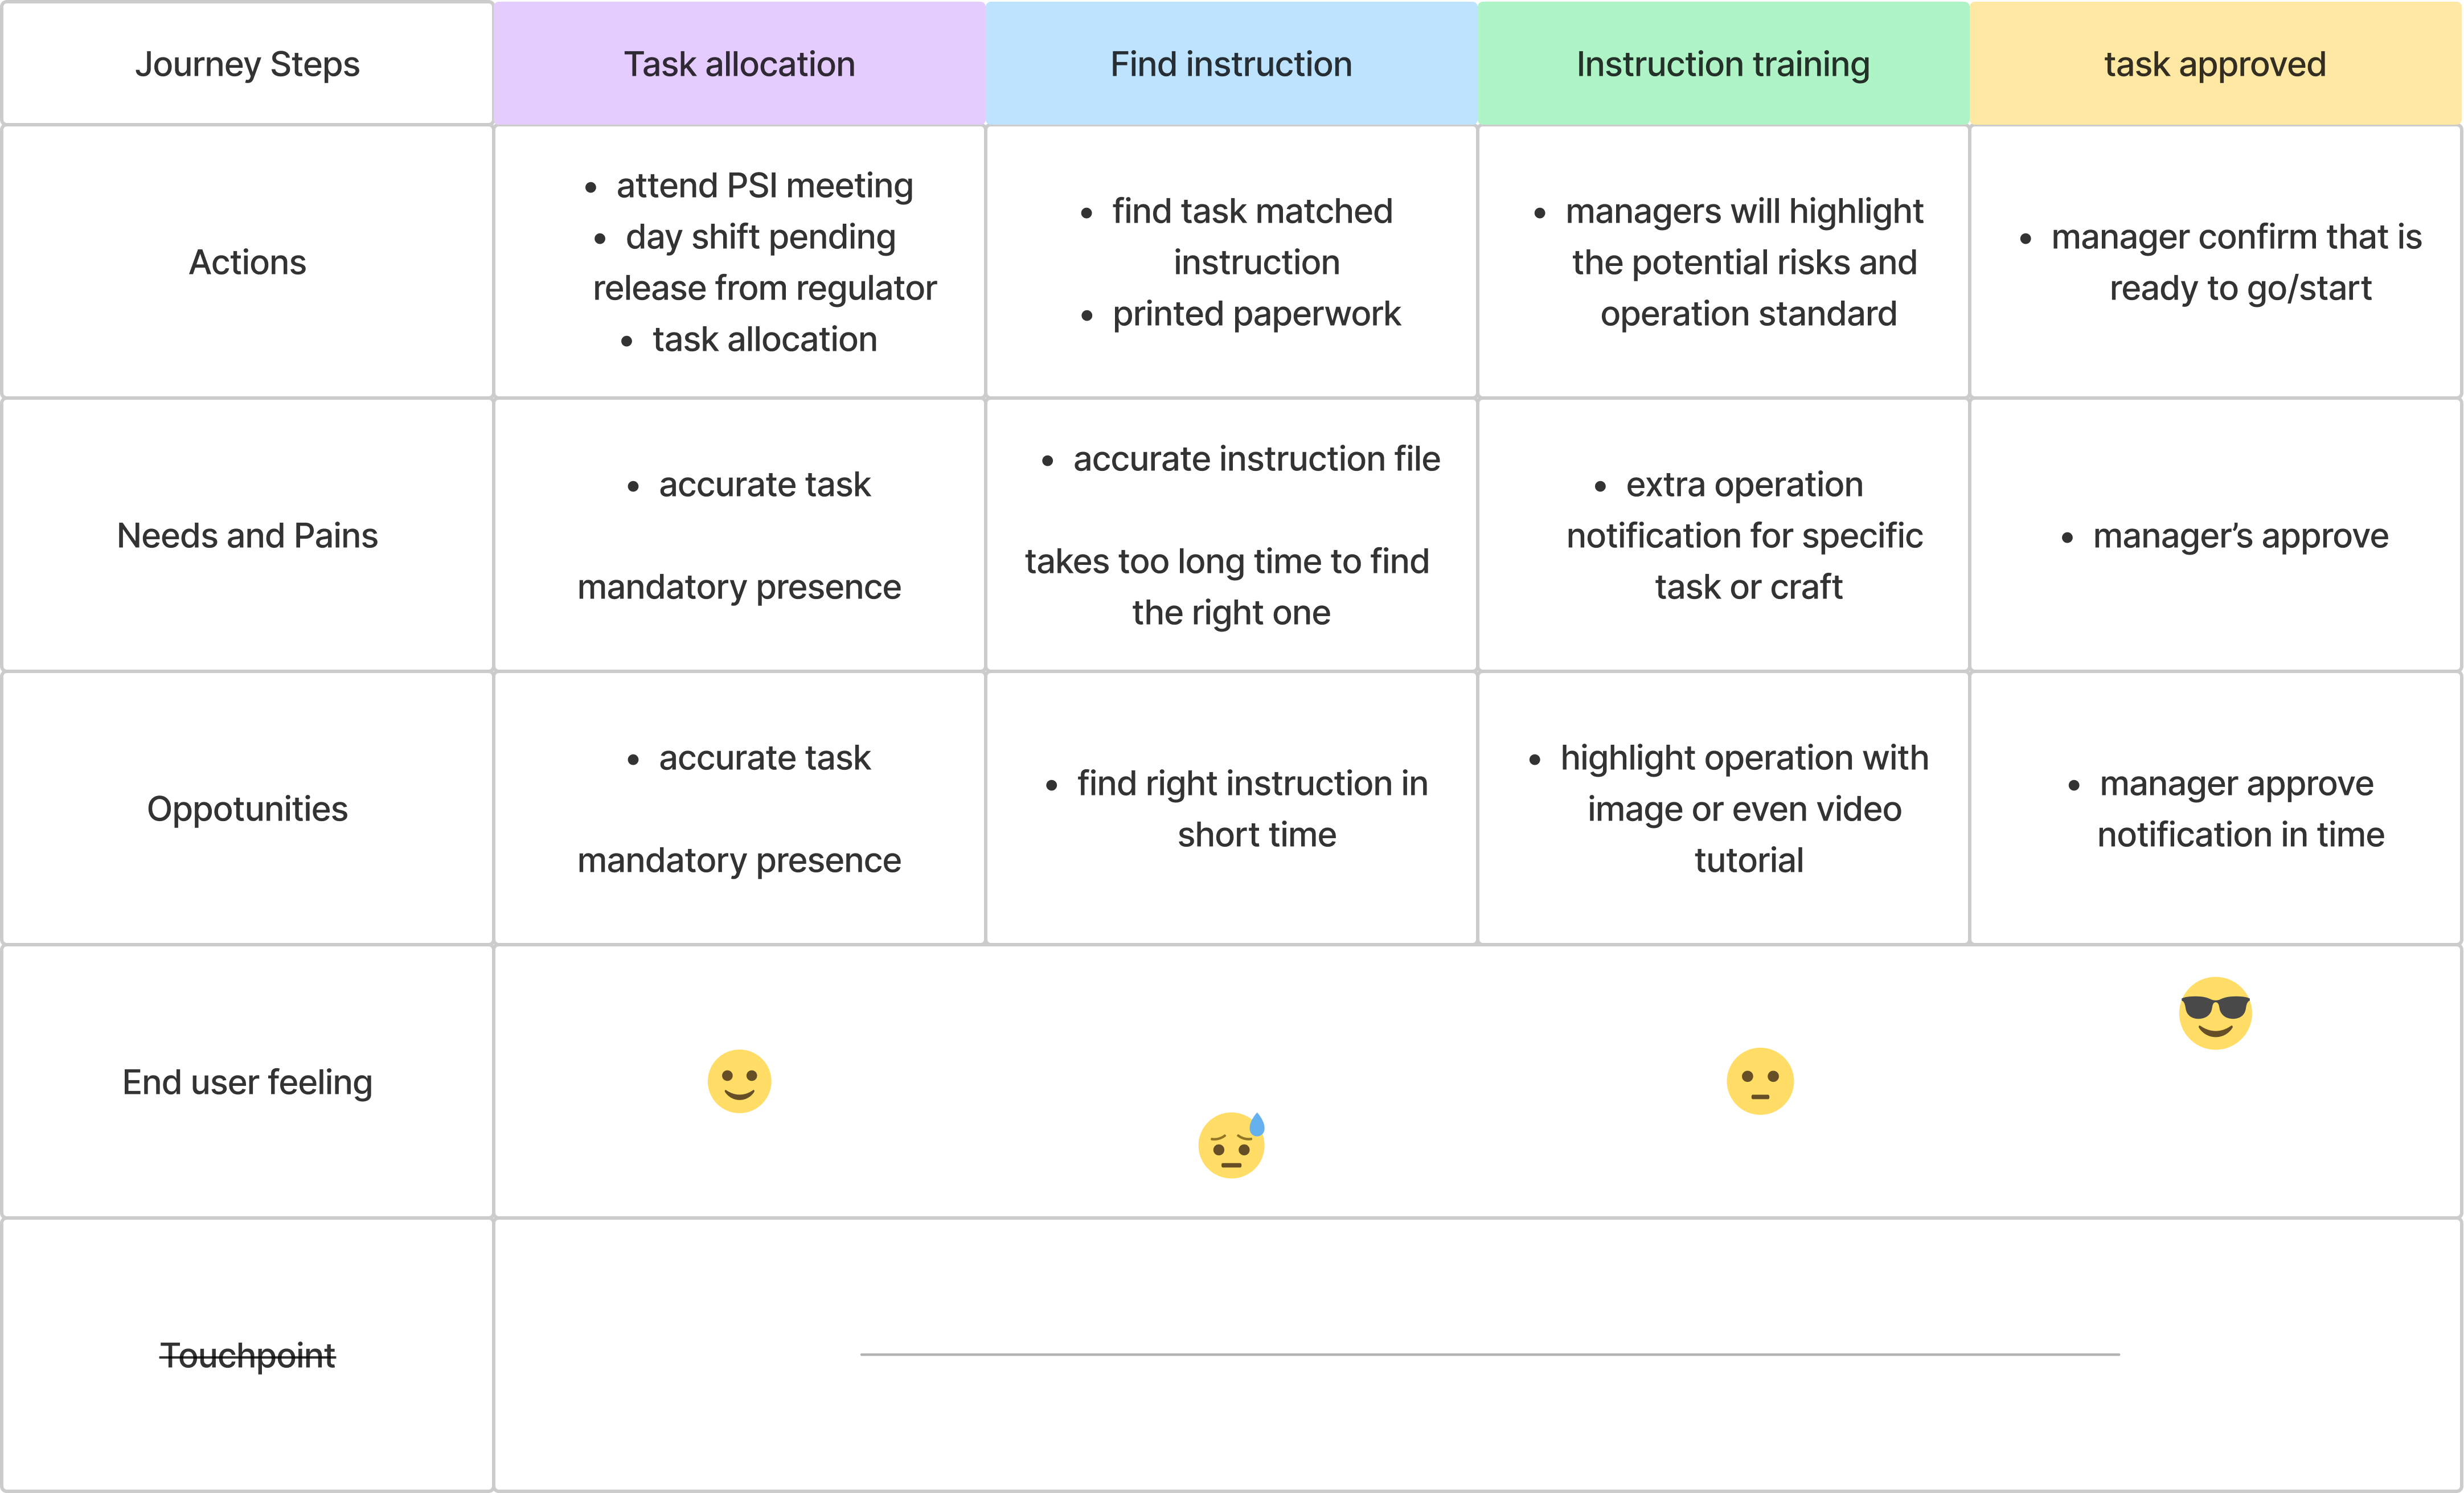 Journey Steps
Task allocation
Find instruction
Instruction training
task approved
Actions
• attend PSI meeting
• day shift pending
release from regulator
• task allocation
• find task matched
instruction
• printed paperwork
• managers will highlight
the potential risks and
operation standard
• manager confirm that is
ready to go/start
Needs and Pains
• accurate task
mandatory presence
• accurate instruction file
takes too long time to find
the right one
• extra operation
notification for specific
task or craft
• manager’s approve
Oppotunities
• accurate task
mandatory presence
• find right instruction in
short time
• highlight operation with
image or even video
tutorial
• manager approve
notification in time
End user feeling
Touchpoint